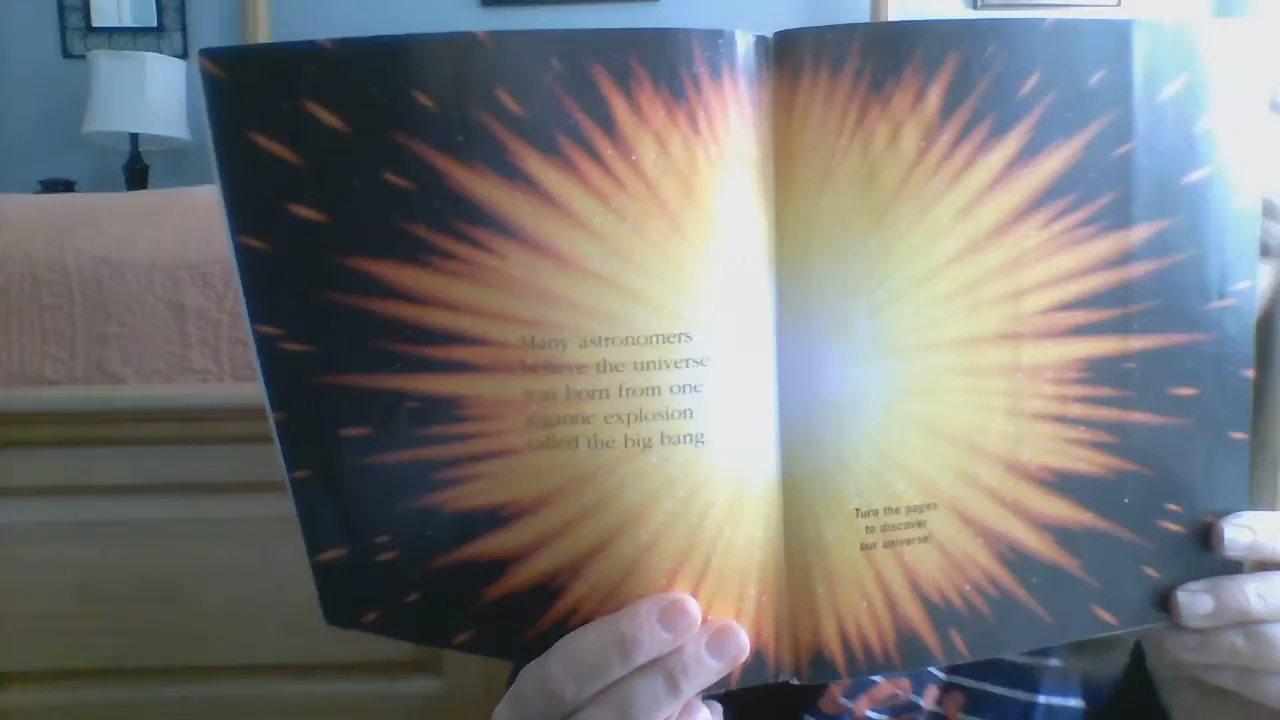 Many astronomers
believe the universe
was born from one
gigantic explosion
called the big bang.
Turn the pages
to discover
our universe!